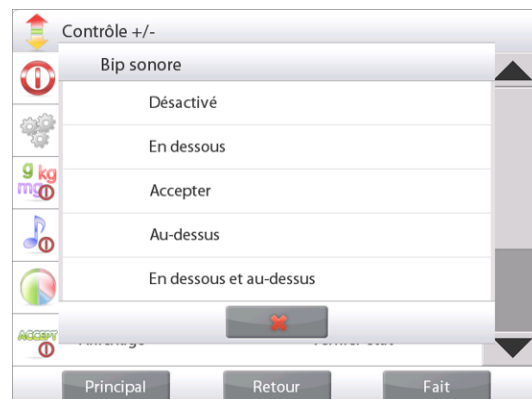 Contrôle +/-
Bip sonore
Désactivé
En dessous
g kg
mg
Accepter
Au-dessus
En dessous et au-dessus
ACCEPT
Principal
Retour
Fait